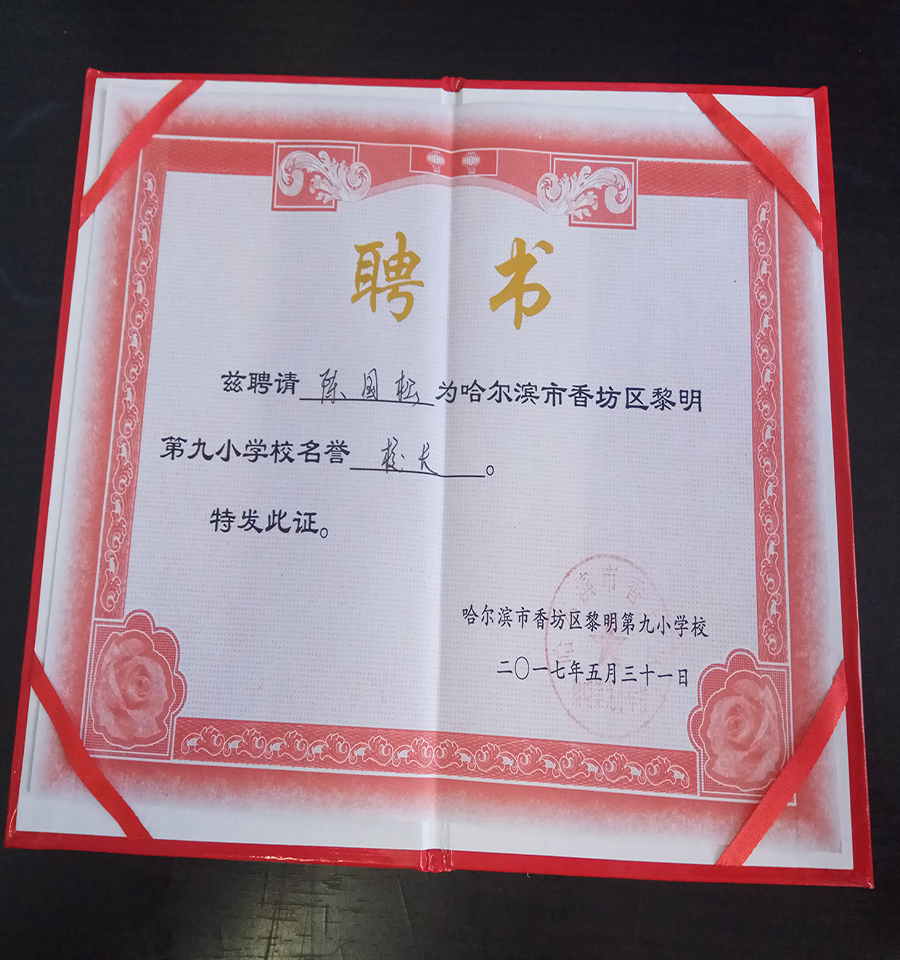 聘 书
兹聘请 陈国松 为哈尔滨市香坊区黎明
第九小学校名誉 校长 。
特发此证。
哈尔滨市香坊区黎明第九小学校
二〇一七年五月三十一日